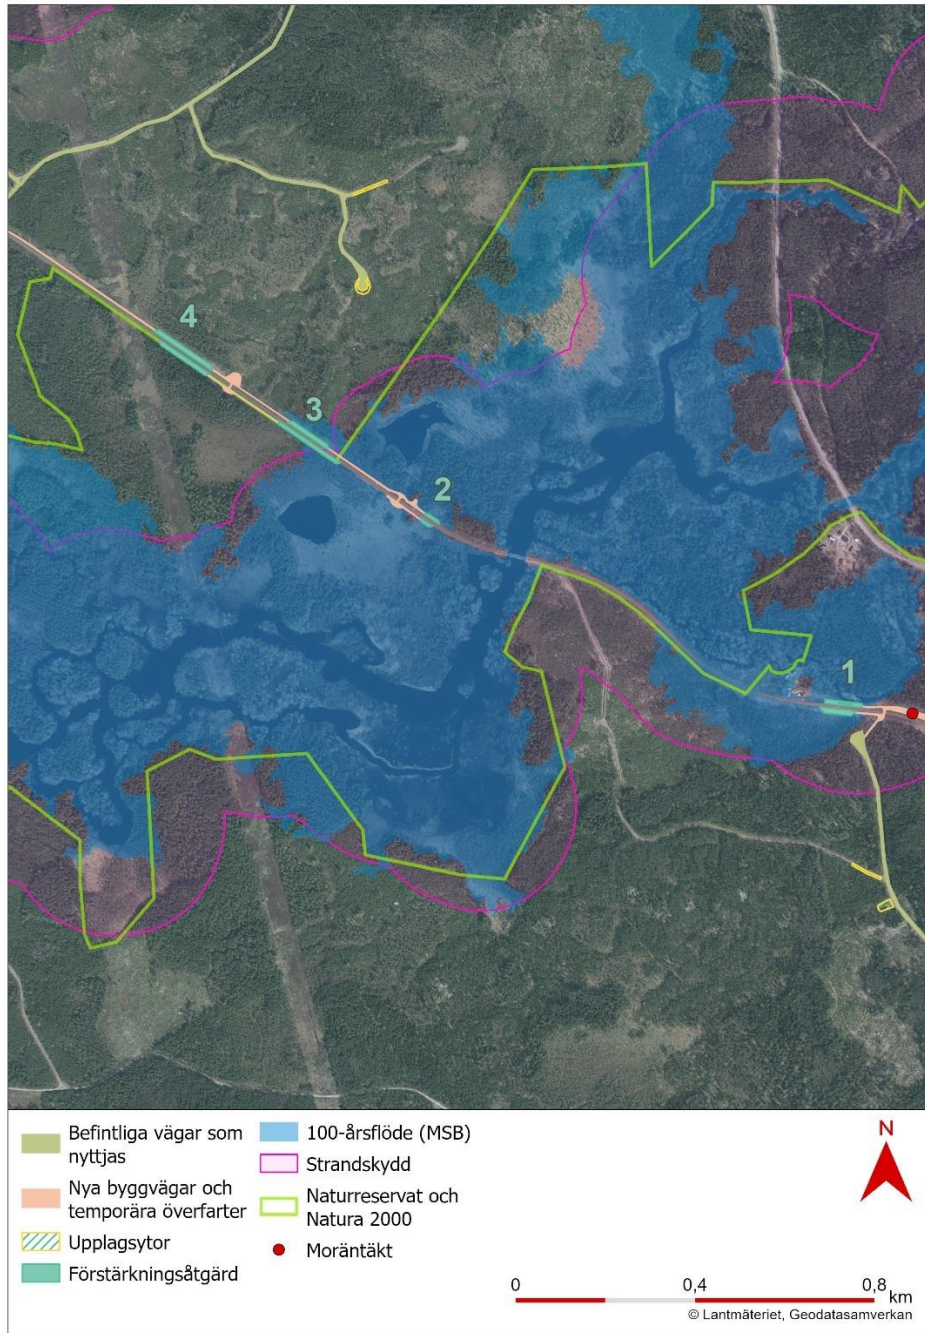 4
3
2
1
Befintliga vägar som
nyttjas
Nya byggvägar och
temporära överfarter
Upplagsytor
Förstärkningsåtgärd
100-årsflöde (MSB)
Strandskydd
Naturreservat och
Natura 2000
Moräntäkt
N
0 0,4 0,8
km
© Lantmäteriet, Geodatasamverkan